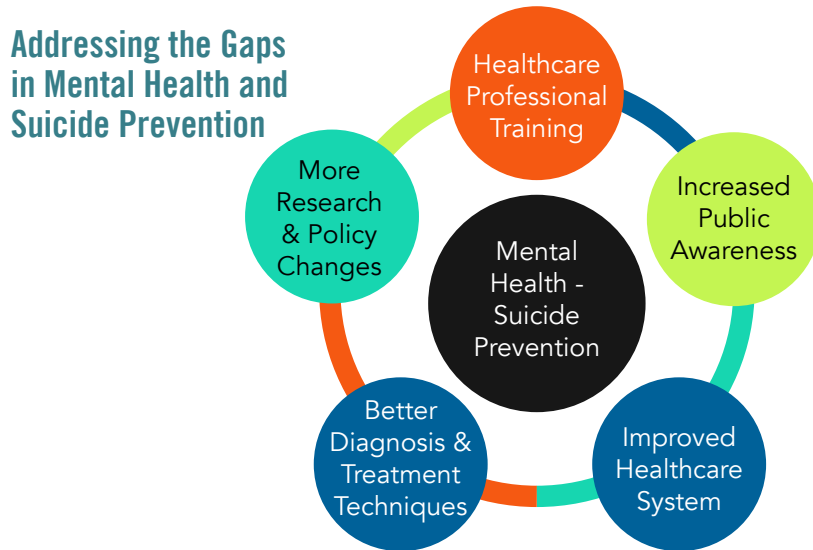 Addressing the Gaps
in Mental Health and
Suicide Prevention
Healthcare
Professional
Training
Increased
Public
Awareness
Improved
Healthcare
System
Better
Diagnosis &
Treatment
Techniques
More
Research
& Policy
Changes
Mental
Health -
Suicide
Prevention